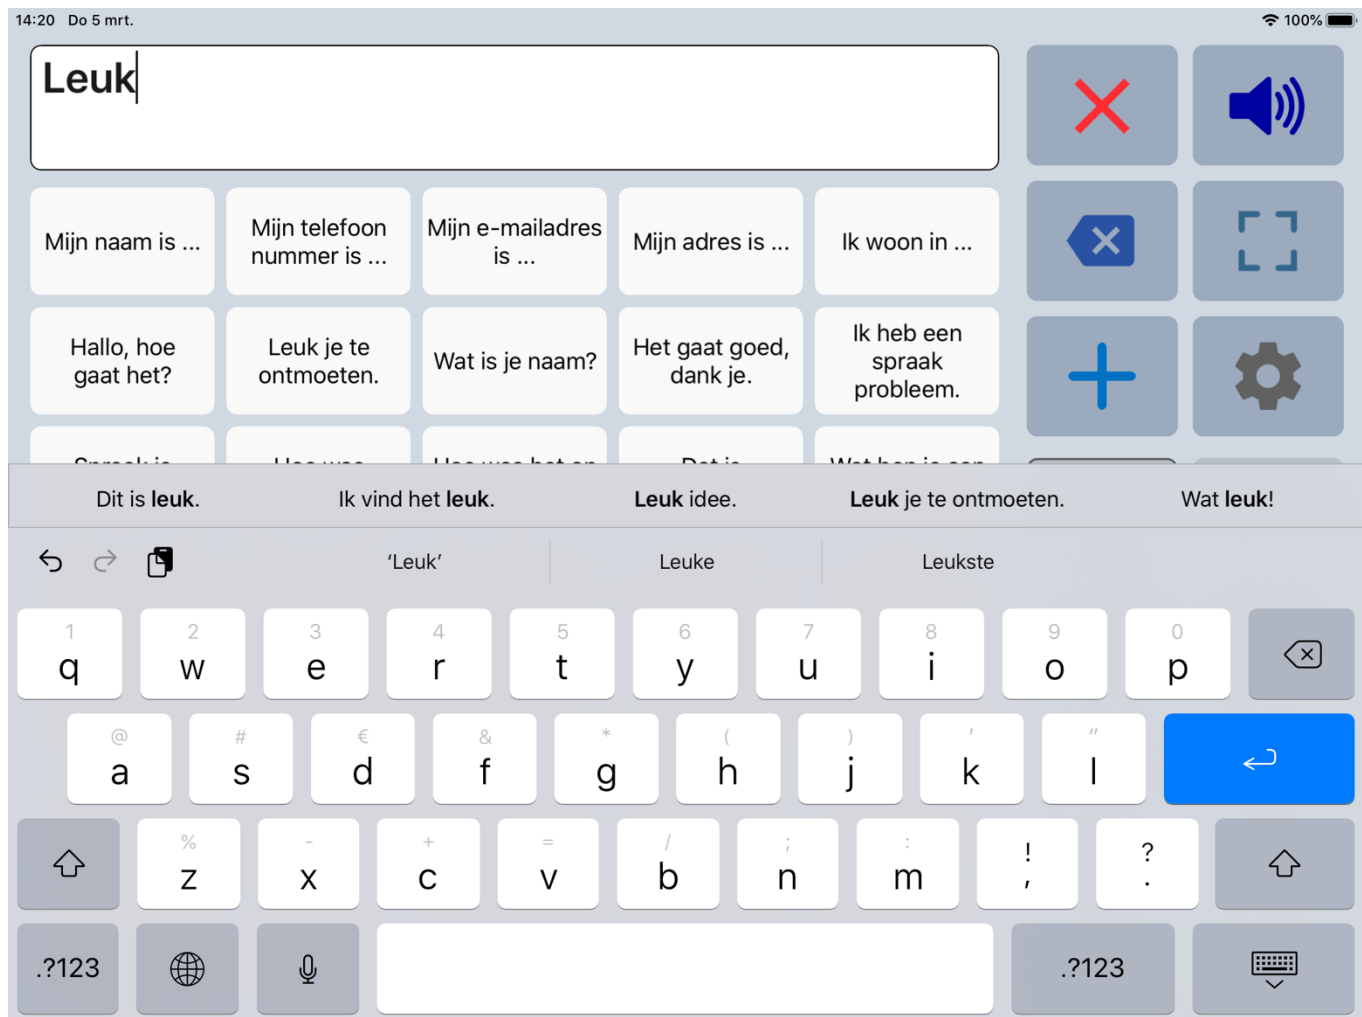 14:20 Do 5 mrt.
100%
Leuk
Mijn naam is ...
Mijn telefoon
nummer is ...
Mijn e-mailadres
is ...
Mijn adres is ...
Ik woon in ...
Hallo, hoe
gaat het?
Leuk je te
ontmoeten.
Wat is je naam?
Het gaat goed,
dank je.
Ik heb een
spraak
probleem.
Dit is leuk.
Ik vind het leuk.
Leuk idee.
Leuk je te ontmoeten.
Wat leuk!
‘Leuk’
Leuke
Leukste
1 2 3 4 5 6 7 8 9 0
q w e r t y u i o p
@ # € & * ( ) ' "
a s d f g h j k l
% - + = / ; : ! ?
z x c v b n m , .
.?123
.?123